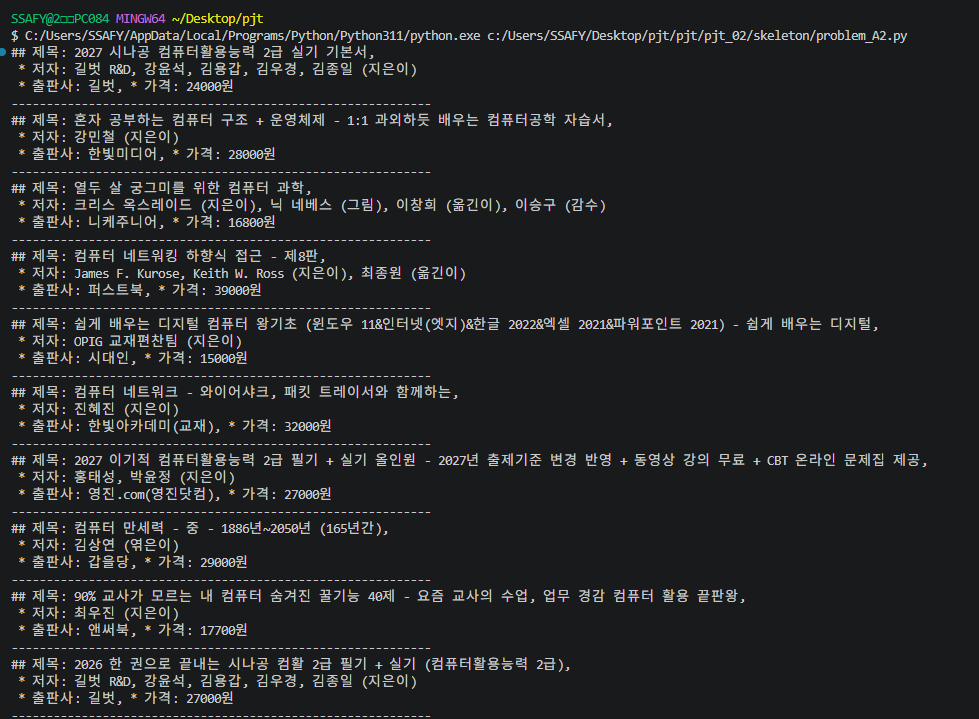 SSAFY@2□□PC084 MINGW64 ~/Desktop/pjt
$ C:/Users/SSAFY/AppData/Local/Programs/Python/Python311/python.exe c:/Users/SSAFY/Desktop/pjt/pjt/pjt_02/skeleton/problem_A2.py
## 제목: 2027 시나공 컴퓨터활용능력 2급 실기 기본서,
 * 저자: 길벗 R&D, 강윤석, 김용갑, 김우경, 김종일 (지은이)
 * 출판사: 길벗, * 가격: 24000원
------------------------------------------------------------
## 제목: 혼자 공부하는 컴퓨터 구조 + 운영체제 - 1:1 과외하듯 배우는 컴퓨터공학 자습서,
 * 저자: 강민철 (지은이)
 * 출판사: 한빛미디어, * 가격: 28000원
------------------------------------------------------------
## 제목: 열두 살 궁그미를 위한 컴퓨터 과학,
 * 저자: 크리스 옥스레이드 (지은이), 닉 네베스 (그림), 이창희 (옮긴이), 이승구 (감수)
 * 출판사: 니케주니어, * 가격: 16800원
------------------------------------------------------------
## 제목: 컴퓨터 네트워킹 하향식 접근 - 제8판,
 * 저자: James F. Kurose, Keith W. Ross (지은이), 최종원 (옮긴이)
 * 출판사: 퍼스트북, * 가격: 39000원
------------------------------------------------------------
## 제목: 쉽게 배우는 디지털 컴퓨터 왕기초 (윈도우 11&인터넷(엣지)&한글 2022&엑셀 2021&파워포인트 2021) - 쉽게 배우는 디지털,
 * 저자: OPIG 교재편찬팀 (지은이)
 * 출판사: 시대인, * 가격: 15000원
------------------------------------------------------------
## 제목: 컴퓨터 네트워크 - 와이어샤크, 패킷 트레이서와 함께하는,
 * 저자: 진혜진 (지은이)
 * 출판사: 한빛아카데미(교재), * 가격: 32000원
------------------------------------------------------------
## 제목: 2027 이기적 컴퓨터활용능력 2급 필기 + 실기 올인원 - 2027년 출제기준 변경 반영 + 동영상 강의 무료 + CBT 온라인 문제집 제공,
 * 저자: 홍태성, 박윤정 (지은이)
 * 출판사: 영진.com(영진닷컴), * 가격: 27000원
------------------------------------------------------------
## 제목: 컴퓨터 만세력 - 중 - 1886년~2050년 (165년간),
 * 저자: 김상연 (엮은이)
 * 출판사: 갑을당, * 가격: 29000원
------------------------------------------------------------
## 제목: 90% 교사가 모르는 내 컴퓨터 숨겨진 꿀기능 40제 - 요즘 교사의 수업, 업무 경감 컴퓨터 활용 끝판왕,
 * 저자: 최우진 (지은이)
 * 출판사: 앤써북, * 가격: 17700원
------------------------------------------------------------
## 제목: 2026 한 권으로 끝내는 시나공 컴활 2급 필기 + 실기 (컴퓨터활용능력 2급),
 * 저자: 길벗 R&D, 강윤석, 김용갑, 김우경, 김종일 (지은이)
 * 출판사: 길벗, * 가격: 27000원
------------------------------------------------------------